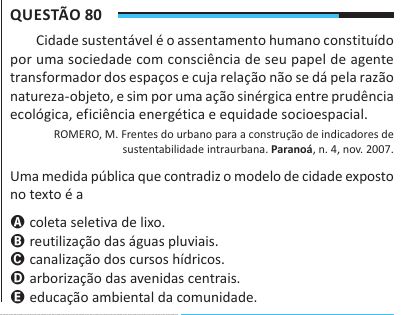 QUESTÃO 80
Cidade sustentável é o assentamento humano constituído
por uma sociedade com consciência de seu papel de agente
transformador dos espaços e cuja relação não se dá pela razão
natureza-objeto, e sim por uma ação sinérgica entre prudência
ecológica, eficiência energética e equidade socioespacial.
ROMERO, M. Frentes do urbano para a construção de indicadores de
sustentabilidade intraurbana. Paranoá, n. 4, nov. 2007.
Uma medida pública que contradiz o modelo de cidade exposto
no texto é a
A coleta seletiva de lixo.
B reutilização das águas pluviais.
C canalização dos cursos hídricos.
D arborização das avenidas centrais.
E educação ambiental da comunidade.